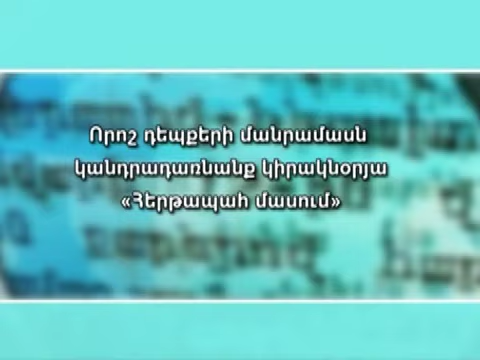 Որոշ դեպքերի մանրամասն
կանդրադառնանք կիրակնօրյա
«Հերթապահ մասում»